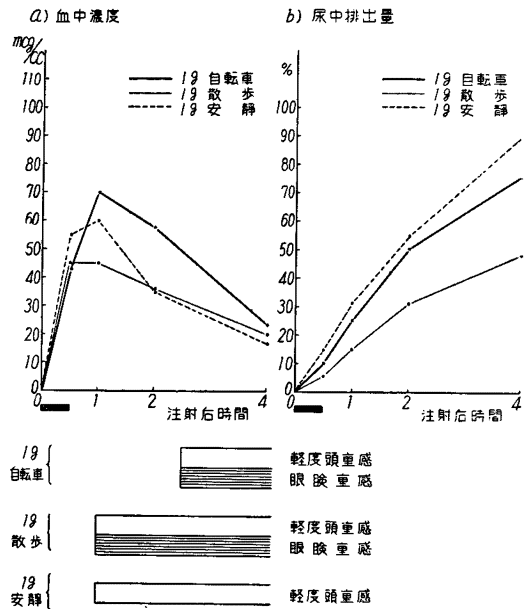 a) 血中濃度
mcg/cc
110
100
90
80
70
60
50
40
30
20
10
0
1g 自転車
1g 散歩
1g 安静
0 1 2 注射后時間 4
b) 尿中排出量
%
100
90
80
70
60
50
40
30
20
10
0
1g 自転車
1g 散歩
1g 安静
0 1 2 注射后時間 4
1g 自転車
軽度頭重感
眼瞼重感
1g 散歩
軽度頭重感
眼瞼重感
1g 安静
軽度頭重感